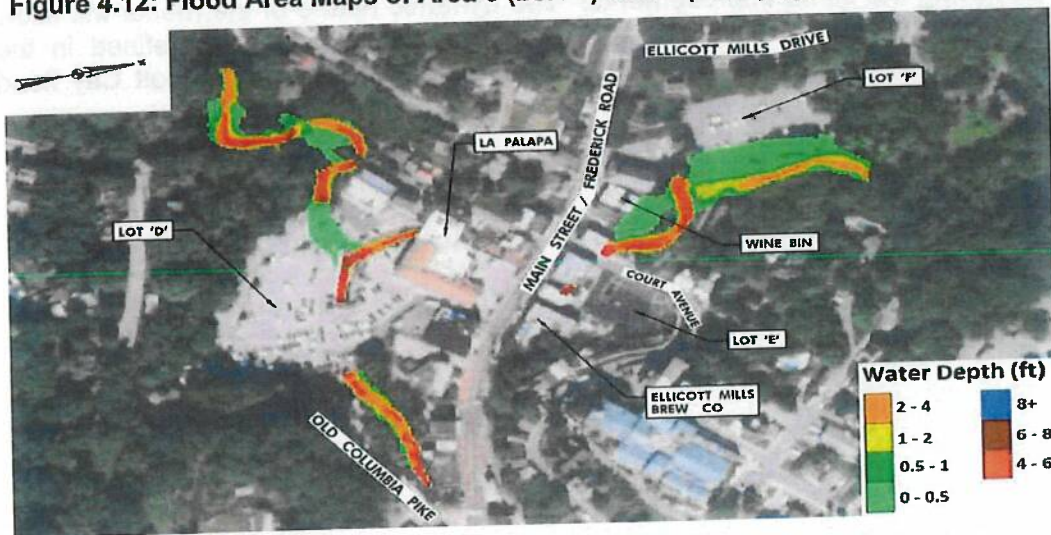 Figure 4.12: Flood Area Maps of Area
ELLICOTT MILLS DRIVE
LOT 'F'
LA PALAPA
MAIN STREET / FREDERICK ROAD
LOT 'D'
WINE BIN
COURT AVENUE
LOT 'E'
ELLICOTT MILLS
BREW CO
OLD COLUMBIA PIKE
Water Depth (ft)
2 - 4
1 - 2
0.5 - 1
0 - 0.5
8+
6 - 8
4 - 6